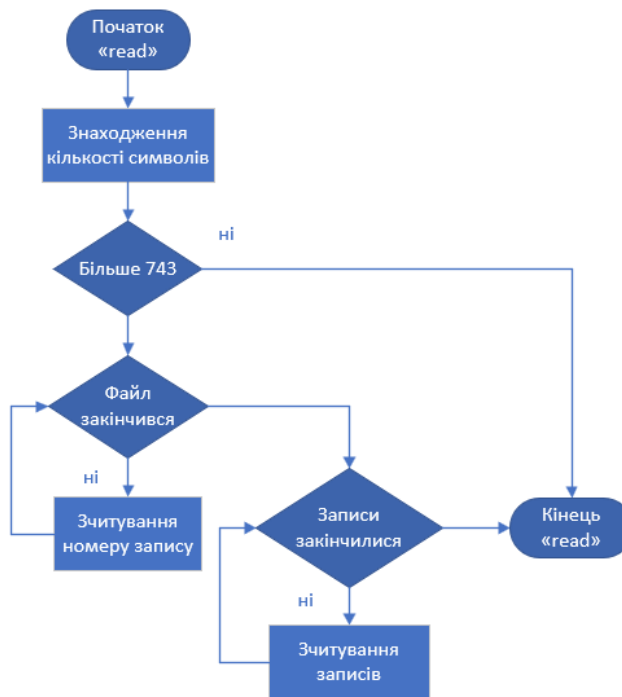 Початок
«read»
Знаходження
кількості символів
ні
Більше 743
Файл
закінчився
ні
Зчитування
номеру запису
Записи
закінчилися
Кінець
«read»
ні
Зчитування
записів